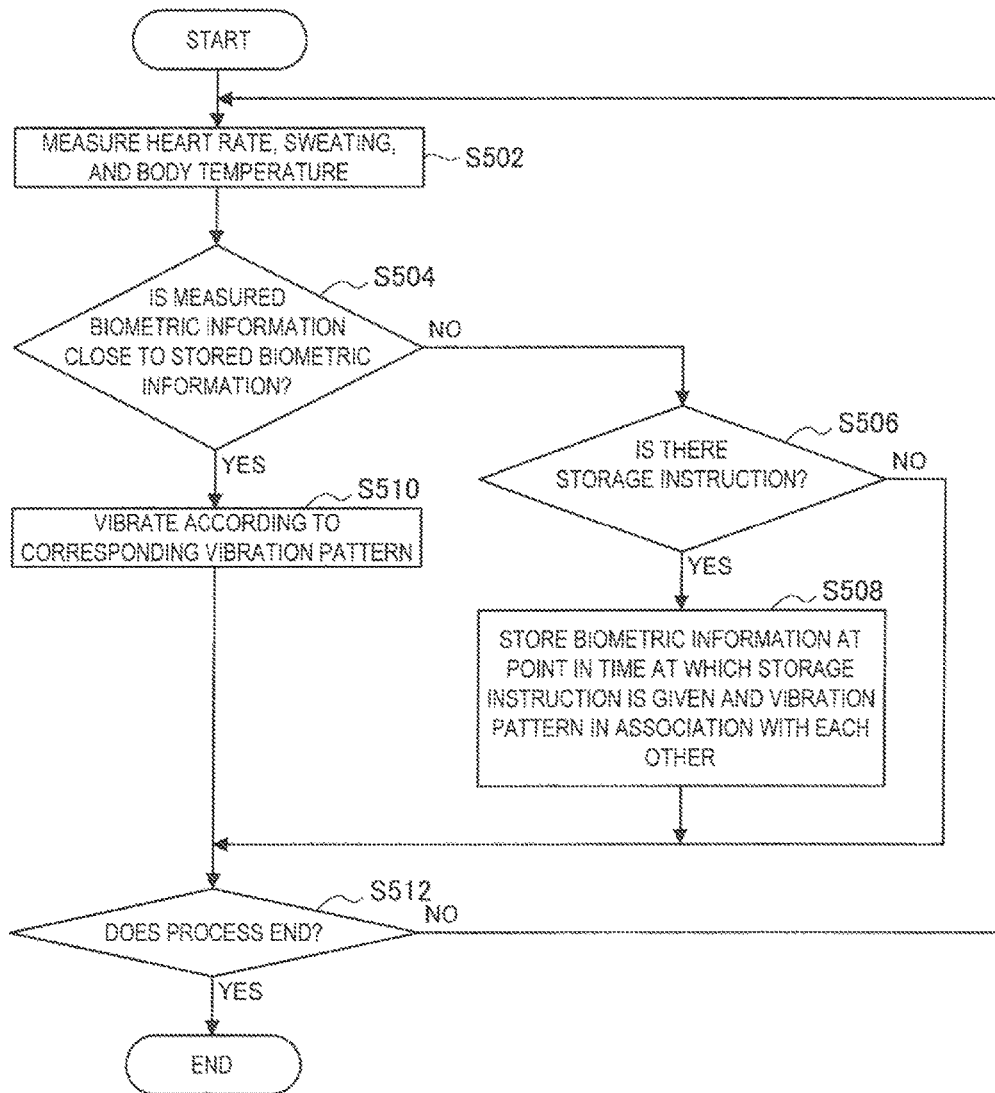 START
MEASURE HEART RATE, SWEATING,
AND BODY TEMPERATURE
S502
S504
IS MEASURED
BIOMETRIC INFORMATION
CLOSE TO STORED BIOMETRIC
INFORMATION?
NO
YES
S506
IS THERE
STORAGE INSTRUCTION?
NO
YES
S510
VIBRATE ACCORDING TO
CORRESPONDING VIBRATION PATTERN
S508
STORE BIOMETRIC INFORMATION AT
POINT IN TIME AT WHICH STORAGE
INSTRUCTION IS GIVEN AND VIBRATION
PATTERN IN ASSOCIATION WITH EACH
OTHER
S512
DOES PROCESS END?
NO
YES
END